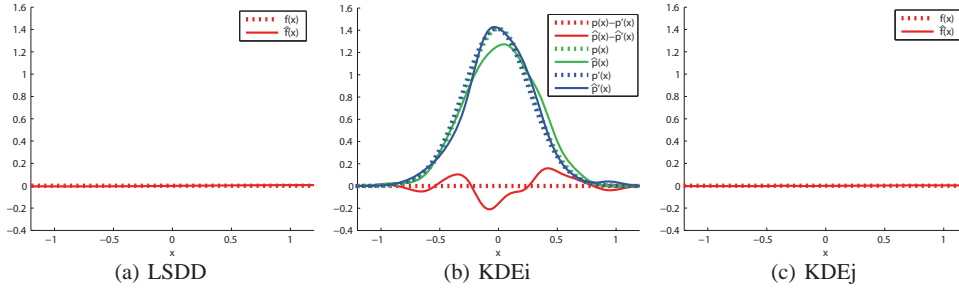 1.6
1.4
1.2
1
0.8
0.6
0.4
0.2
0
−0.2
−0.4
−1 −0.5 0 0.5 1
x
f(x)
f̂(x)
(a) LSDD
1.6
1.4
1.2
1
0.8
0.6
0.4
0.2
0
−0.2
−0.4
−1 −0.5 0 0.5 1
x
p(x)−p'(x)
p̂(x)−p̂'(x)
p(x)
p̂(x)
p'(x)
p̂'(x)
(b) KDEi
1.6
1.4
1.2
1
0.8
0.6
0.4
0.2
0
−0.2
−0.4
−1 −0.5 0 0.5 1
x
f(x)
f̂(x)
(c) KDEj